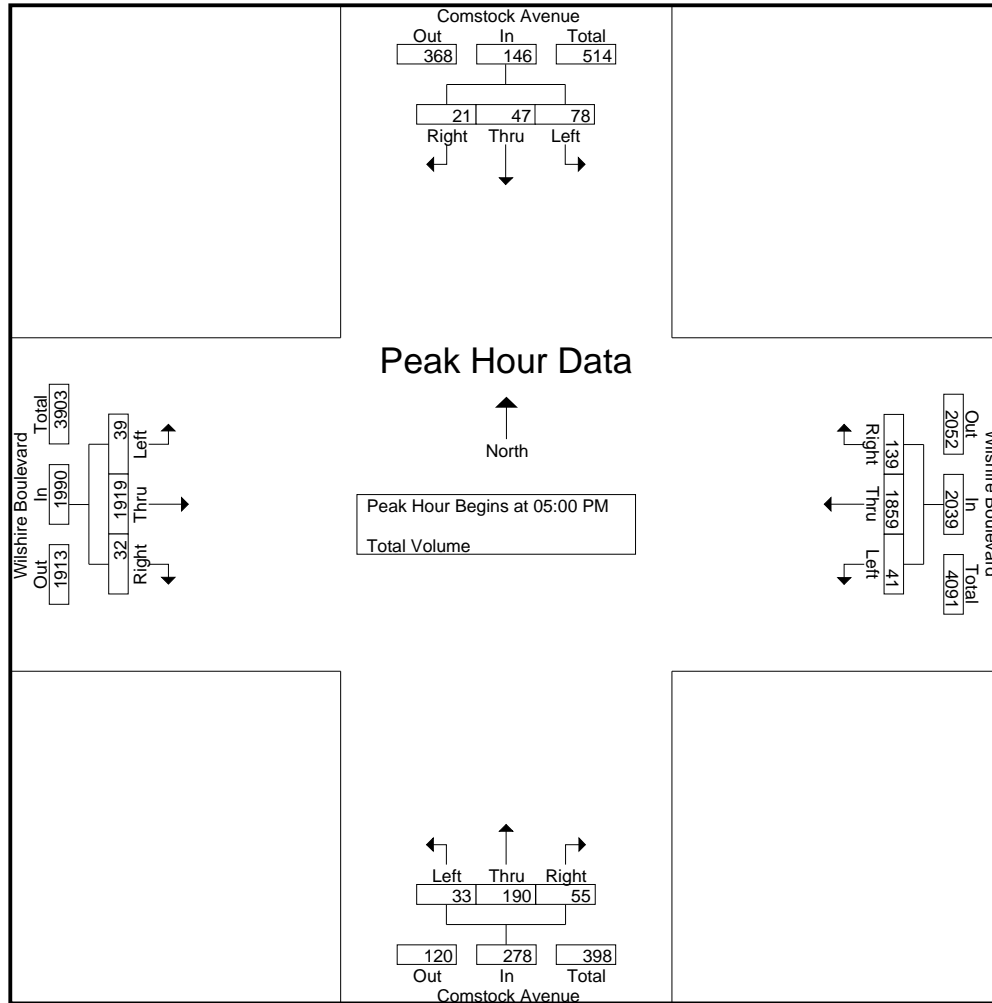 Comstock Avenue
Out In Total
368 146 514
21 47 78
Right Thru Left
Peak Hour Data
North
Peak Hour Begins at 05:00 PM
Total Volume
Wilshire Boulevard
Out In Total
1913 1990 3903
39 1919 32
Left Thru Right
Wilshire Boulevard
Out In Total
2052 2039 4091
139 1859 41
Right Thru Left
Left Thru Right
33 190 55
120 278 398
Out In Total
Comstock Avenue